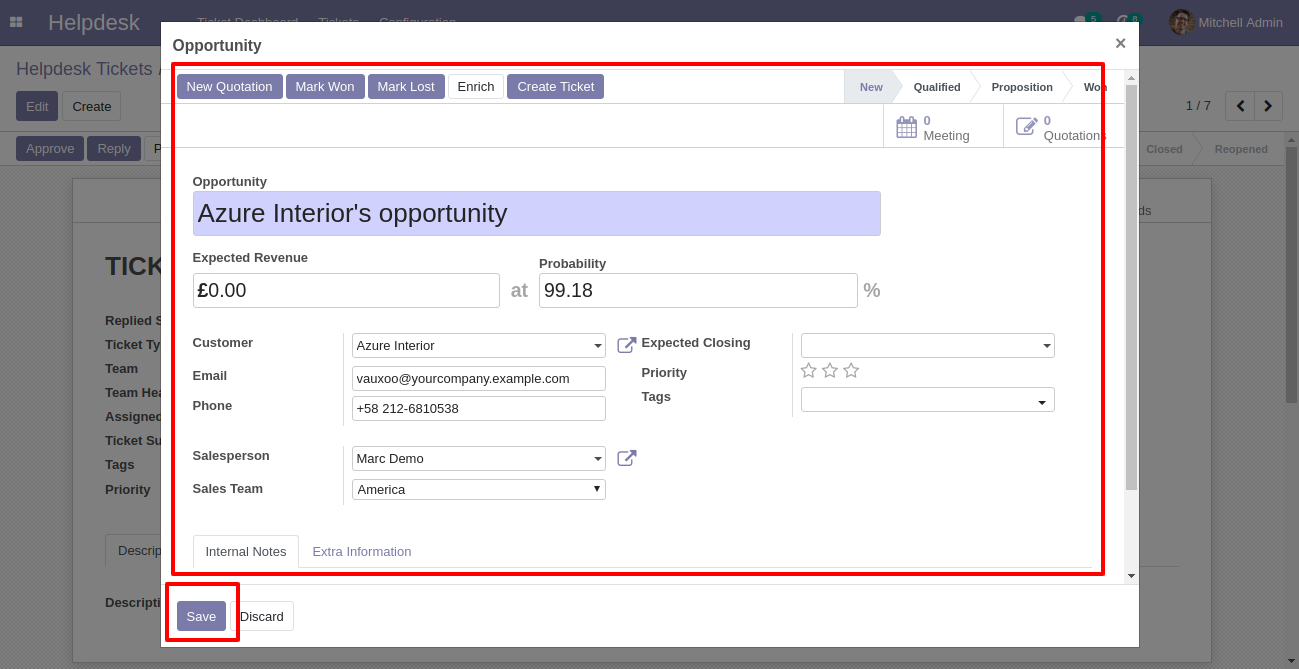 Helpdesk Ticket Dashboard Tickets Configuration 5 8 Mitchell Admin
Opportunity ×
Helpdesk Tickets /
New Quotation Mark Won Mark Lost Enrich Create Ticket New Qualified Proposition Won
Edit Create 1 / 7
0 Meeting
0 Quotations
Approve Reply P Closed Reopened
Opportunity
Azure Interior's opportunity
ds
Expected Revenue Probability
TICK
£0.00 at 99.18 %
Replied S
Customer Azure Interior Expected Closing
Ticket Ty
Team Email vauxoo@yourcompany.example.com Priority
Team Hea Tags
Phone +58 212-6810538
Assigned
Ticket Su
Salesperson Marc Demo
Tags
Priority Sales Team America
Descrip Internal Notes Extra Information
Descripti
Save Discard